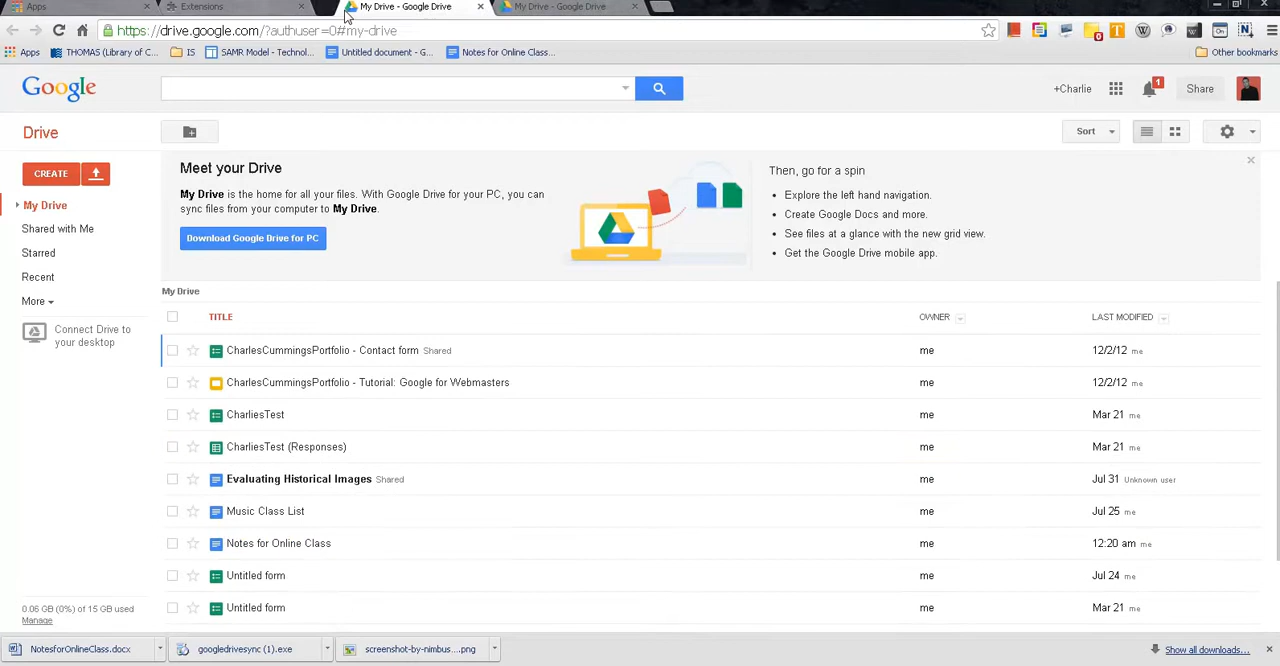 Apps
Extensions
My Drive - Google Drive
My Drive - Google Drive
https://drive.google.com/?authuser=0#my-drive
Apps
THOMAS (Library of C...
IS
SAMR Model - Technol...
Untitled document - G...
Notes for Online Class...
Other bookmarks
Google
+Charlie
1
Share
Drive
Sort
CREATE
My Drive
Shared with Me
Starred
Recent
More
Connect Drive to
your desktop
0.06 GB (0%) of 15 GB used
Manage
Meet your Drive
My Drive is the home for all your files. With Google Drive for your PC, you can
sync files from your computer to My Drive.
Download Google Drive for PC
Then, go for a spin
Explore the left hand navigation.
Create Google Docs and more.
See files at a glance with the new grid view.
Get the Google Drive mobile app.
My Drive
TITLE OWNER LAST MODIFIED
CharlesCummingsPortfolio - Contact form Shared me 12/2/12 me
CharlesCummingsPortfolio - Tutorial: Google for Webmasters me 12/2/12 me
CharliesTest me Mar 21 me
CharliesTest (Responses) me Mar 21 me
Evaluating Historical Images Shared me Jul 31 Unknown user
Music Class List me Jul 25 me
Notes for Online Class me 12:20 am me
Untitled form me Jul 24 me
Untitled form me Mar 21 me
NotesforOnlineClass.docx
googledrivesync (1).exe
screenshot-by-nimbus....png
Show all downloads...